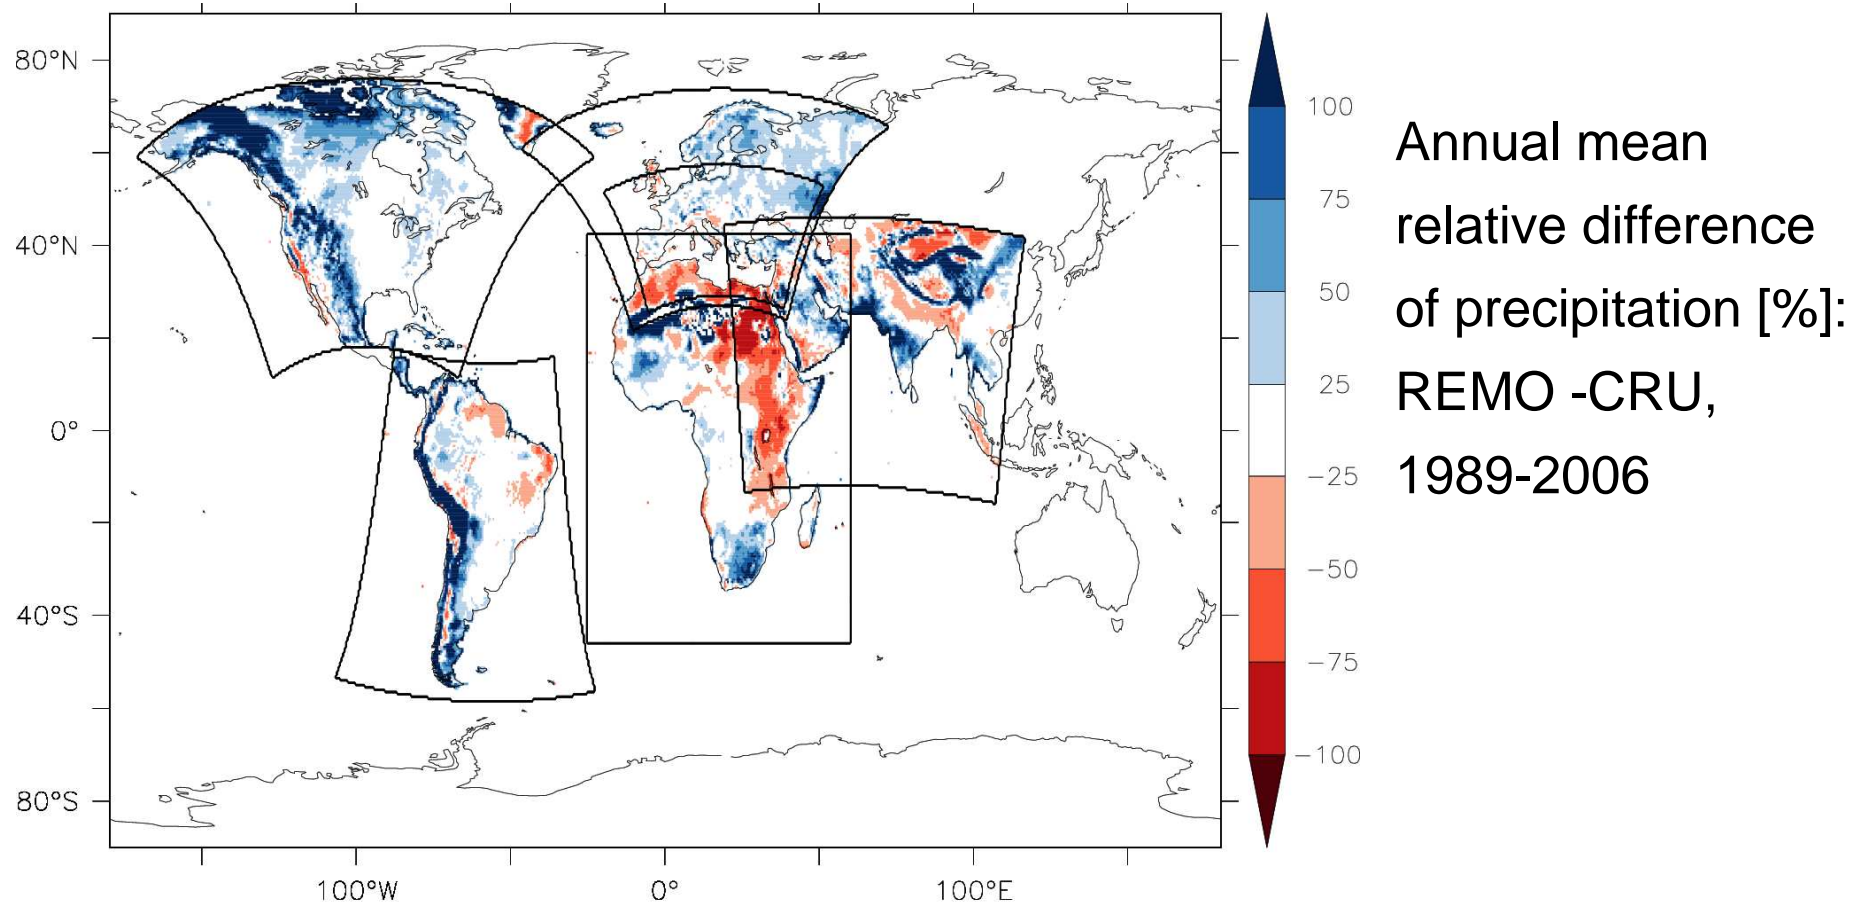 80°N
40°N
0°
40°S
80°S
100°W
0°
100°E
100
75
50
25
−25
−50
−75
−100
Annual mean
relative difference
of precipitation [%]:
REMO -CRU,
1989-2006